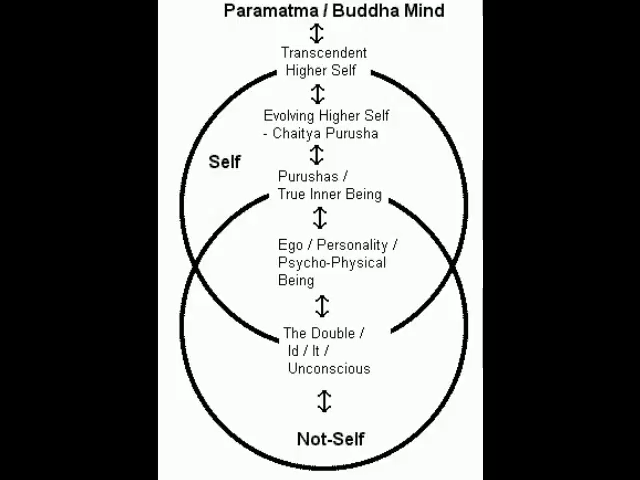 Paramatma / Buddha Mind
Transcendent
Higher Self
Evolving Higher Self
- Chaitya Purusha
Self
Purushas /
True Inner Being
Ego / Personality /
Psycho-Physical
Being
The Double /
Id / It /
Unconscious
Not-Self